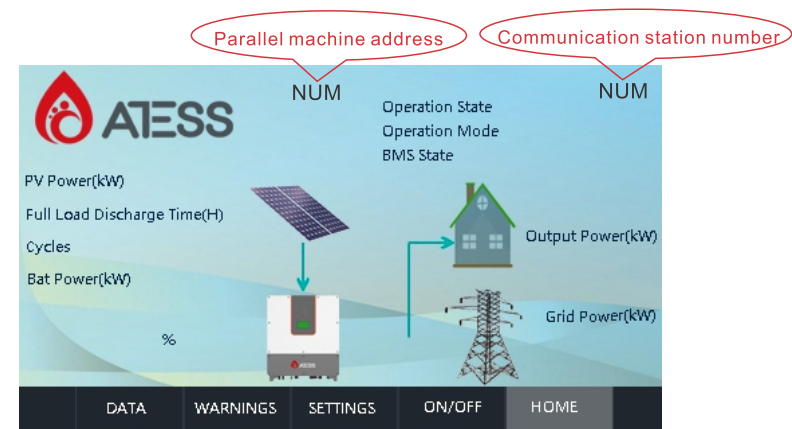 Parallel machine address
Communication station number
NUM
NUM
ATESS
Operation State
Operation Mode
BMS State
PV Power(kW)
Full Load Discharge Time(H)
Cycles
Bat Power(kW)
%
Output Power(kW)
Grid Power(kW)
ATESS
DATA
WARNINGS
SETTINGS
ON/OFF
HOME